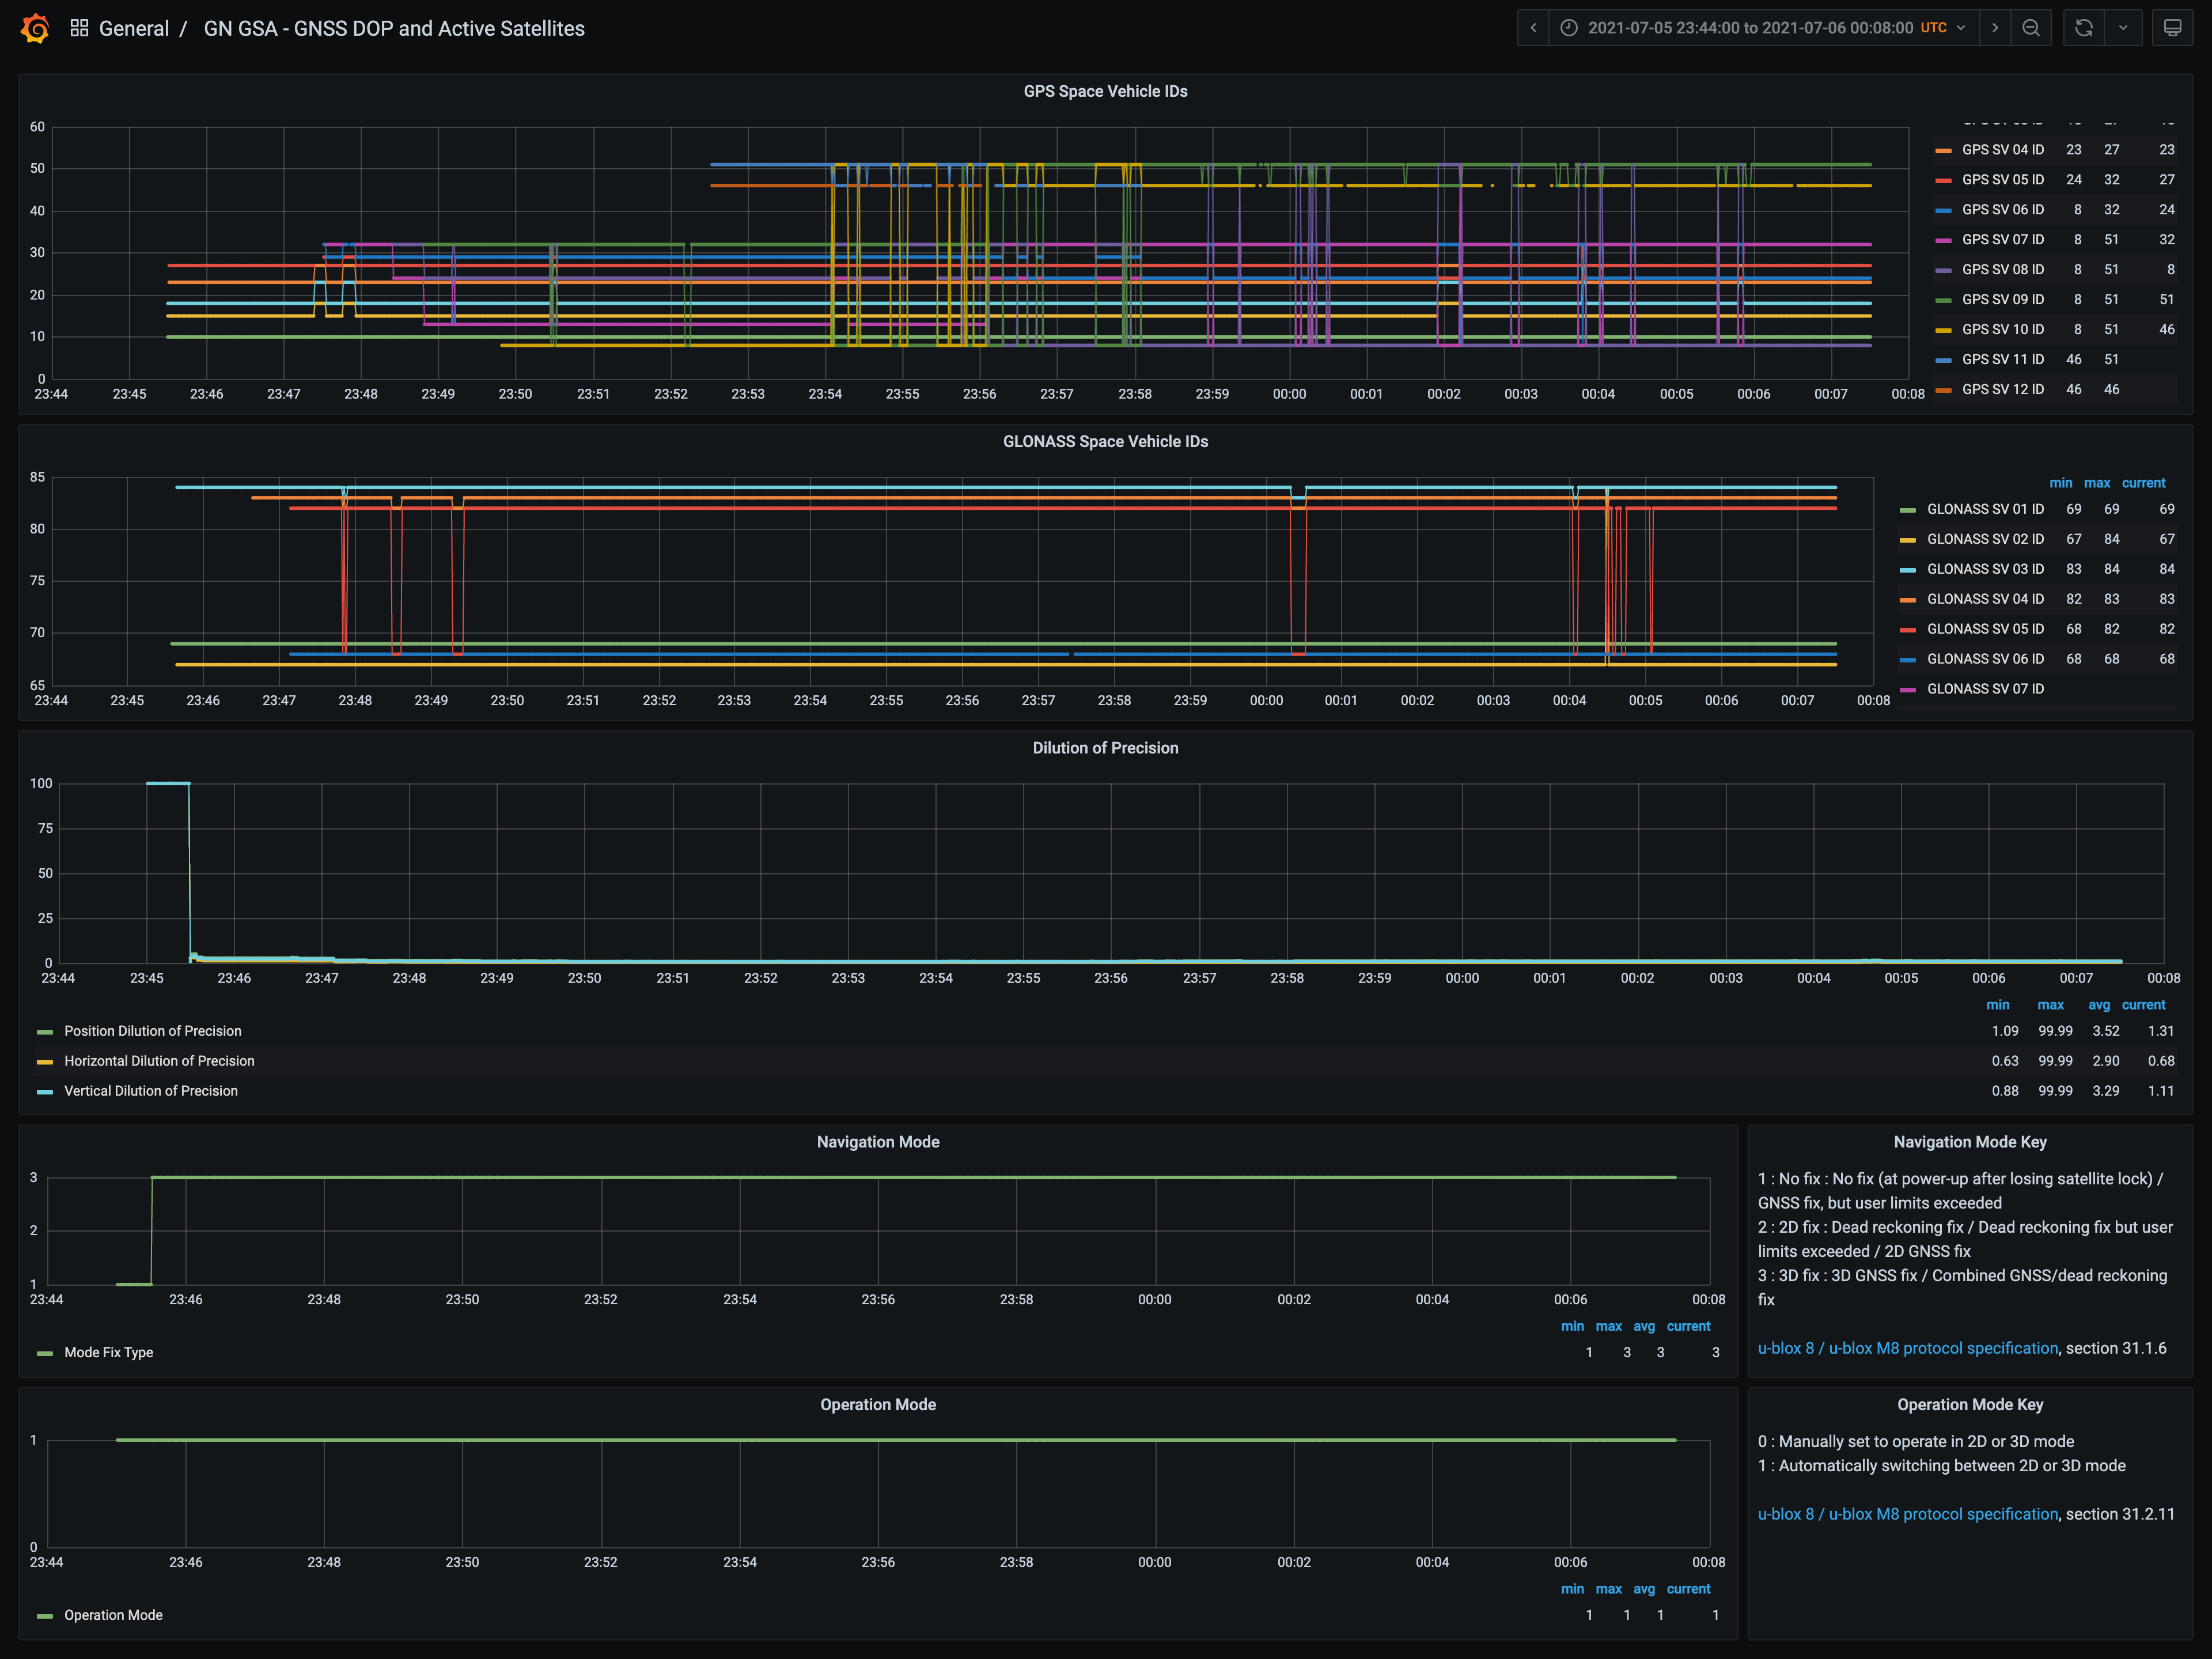 General / GN GSA - GNSS DOP and Active Satellites
2021-07-05 23:44:00 to 2021-07-06 00:08:00 UTC
GPS Space Vehicle IDs
60
50
40
30
20
10
0
23:44 23:45 23:46 23:47 23:48 23:49 23:50 23:51 23:52 23:53 23:54 23:55 23:56 23:57 23:58 23:59 00:00 00:01 00:02 00:03 00:04 00:05 00:06 00:07 00:08
GPS SV 04 ID 23 27 23
GPS SV 05 ID 24 32 27
GPS SV 06 ID 8 32 24
GPS SV 07 ID 8 51 32
GPS SV 08 ID 8 51 8
GPS SV 09 ID 8 51 51
GPS SV 10 ID 8 51 46
GPS SV 11 ID 46 51
GPS SV 12 ID 46 46
GLONASS Space Vehicle IDs
85
80
75
70
65
23:44 23:45 23:46 23:47 23:48 23:49 23:50 23:51 23:52 23:53 23:54 23:55 23:56 23:57 23:58 23:59 00:00 00:01 00:02 00:03 00:04 00:05 00:06 00:07 00:08
min max current
GLONASS SV 01 ID 69 69 69
GLONASS SV 02 ID 67 84 67
GLONASS SV 03 ID 83 84 84
GLONASS SV 04 ID 82 83 83
GLONASS SV 05 ID 68 82 82
GLONASS SV 06 ID 68 68 68
GLONASS SV 07 ID
Dilution of Precision
100
75
50
25
0
23:44 23:45 23:46 23:47 23:48 23:49 23:50 23:51 23:52 23:53 23:54 23:55 23:56 23:57 23:58 23:59 00:00 00:01 00:02 00:03 00:04 00:05 00:06 00:07 00:08
min max avg current
Position Dilution of Precision 1.09 99.99 3.52 1.31
Horizontal Dilution of Precision 0.63 99.99 2.90 0.68
Vertical Dilution of Precision 0.88 99.99 3.29 1.11
Navigation Mode
3
2
1
23:44 23:46 23:48 23:50 23:52 23:54 23:56 23:58 00:00 00:02 00:04 00:06 00:08
min max avg current
Mode Fix Type 1 3 3 3
Navigation Mode Key
1 : No fix : No fix (at power-up after losing satellite lock) /
GNSS fix, but user limits exceeded
2 : 2D fix : Dead reckoning fix / Dead reckoning fix but user
limits exceeded / 2D GNSS fix
3 : 3D fix : 3D GNSS fix / Combined GNSS/dead reckoning
fix
u-blox 8 / u-blox M8 protocol specification, section 31.1.6
Operation Mode
1
0
23:44 23:46 23:48 23:50 23:52 23:54 23:56 23:58 00:00 00:02 00:04 00:06 00:08
min max avg current
Operation Mode 1 1 1 1
Operation Mode Key
0 : Manually set to operate in 2D or 3D mode
1 : Automatically switching between 2D or 3D mode
u-blox 8 / u-blox M8 protocol specification, section 31.2.11